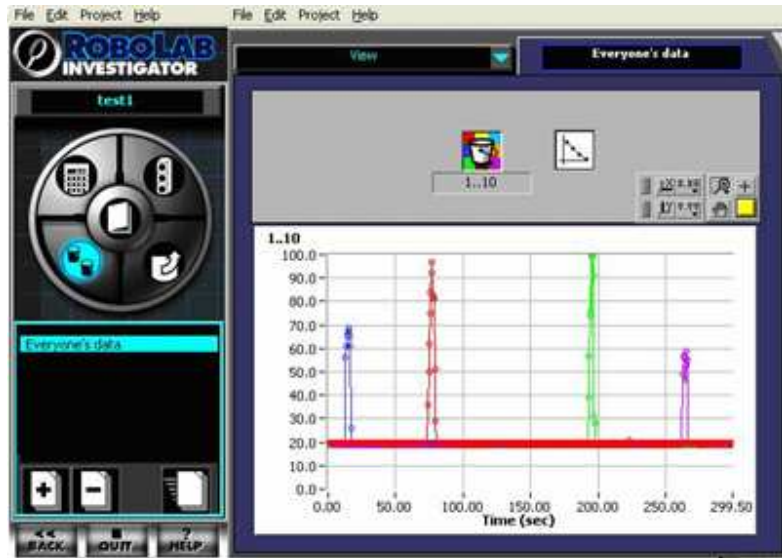 File Edit Project Help
File Edit Project Help
ROBOLAB
INVESTIGATOR
test1
Everyone's data
<<
BACK
QUIT
?
HELP
View
Everyone's data
1..10
1..10
100.0
90.0
80.0
70.0
60.0
50.0
40.0
30.0
20.0
10.0
0.0
0.00 50.00 100.00 150.00 200.00 250.00 299.50
Time (sec)